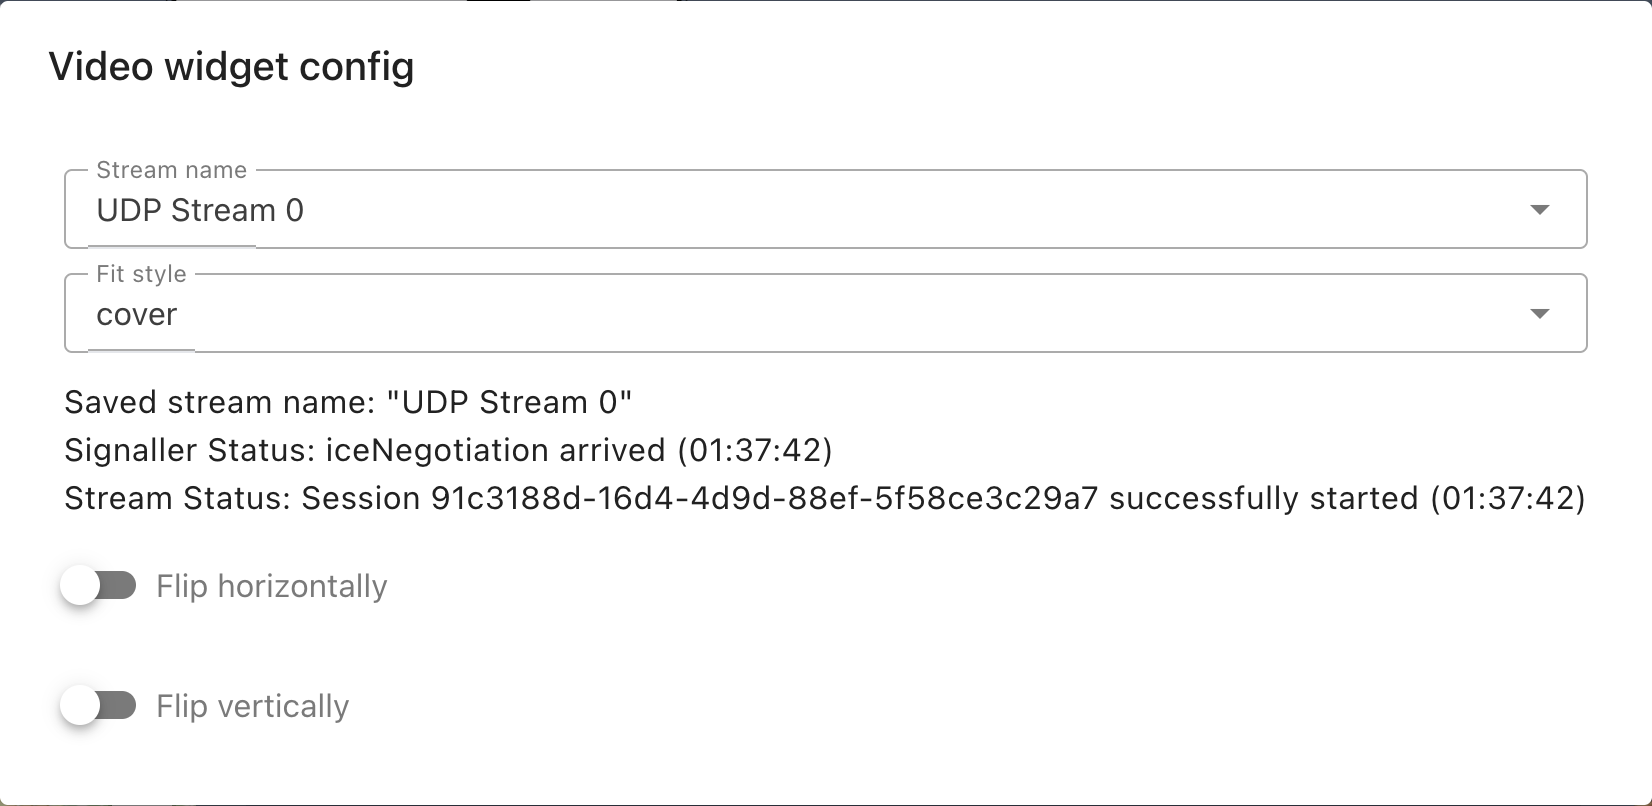 Video widget config
Stream name
UDP Stream 0
Fit style
cover
Saved stream name: "UDP Stream 0"
Signaller Status: iceNegotiation arrived (01:37:42)
Stream Status: Session 91c3188d-16d4-4d9d-88ef-5f58ce3c29a7 successfully started (01:37:42)
Flip horizontally
Flip vertically